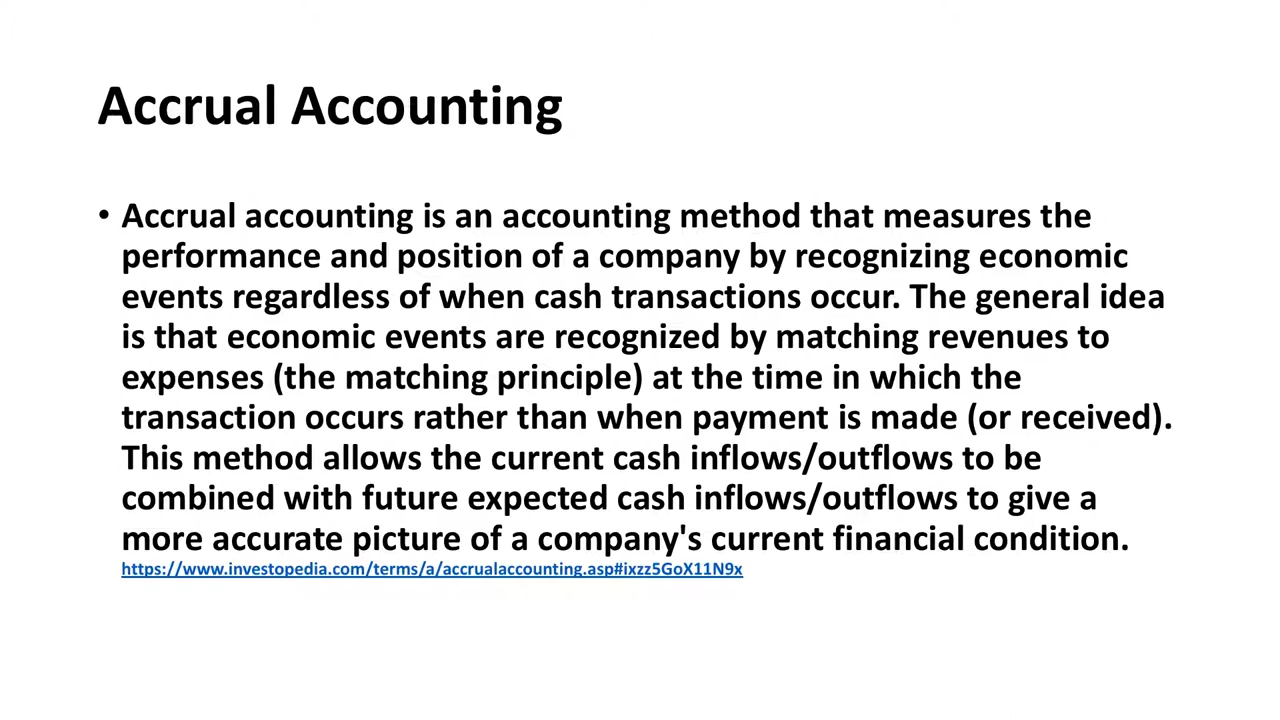 Accrual Accounting
• Accrual accounting is an accounting method that measures the
performance and position of a company by recognizing economic
events regardless of when cash transactions occur. The general idea
is that economic events are recognized by matching revenues to
expenses (the matching principle) at the time in which the
transaction occurs rather than when payment is made (or received).
This method allows the current cash inflows/outflows to be
combined with future expected cash inflows/outflows to give a
more accurate picture of a company's current financial condition.
https://www.investopedia.com/terms/a/accrualaccounting.asp#ixzz5GoX11N9x